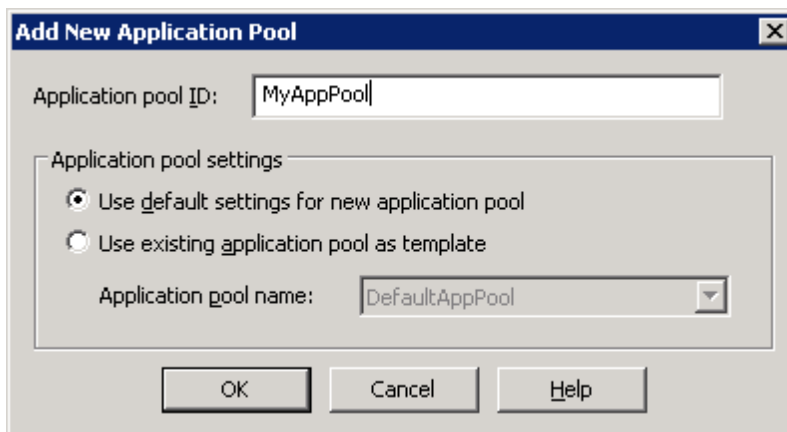 Add New Application Pool
Application pool ID: MyAppPool
Application pool settings
Use default settings for new application pool
Use existing application pool as template
Application pool name: DefaultAppPool
OK Cancel Help